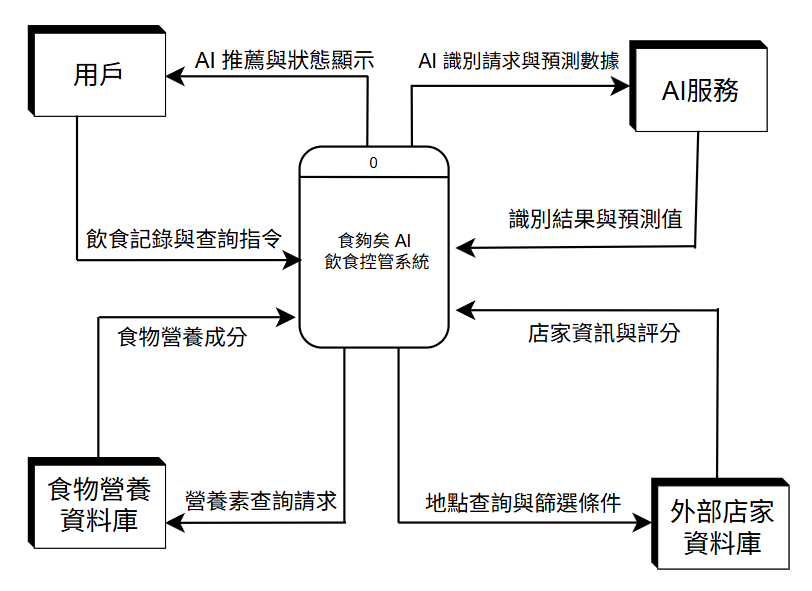 用戶
AI 推薦與狀態顯示
AI 識別請求與預測數據
AI服務
0
食夠矣 AI
飲食控管系統
飲食記錄與查詢指令
識別結果與預測值
食物營養成分
店家資訊與評分
食物營養
資料庫
營養素查詢請求
地點查詢與篩選條件
外部店家
資料庫